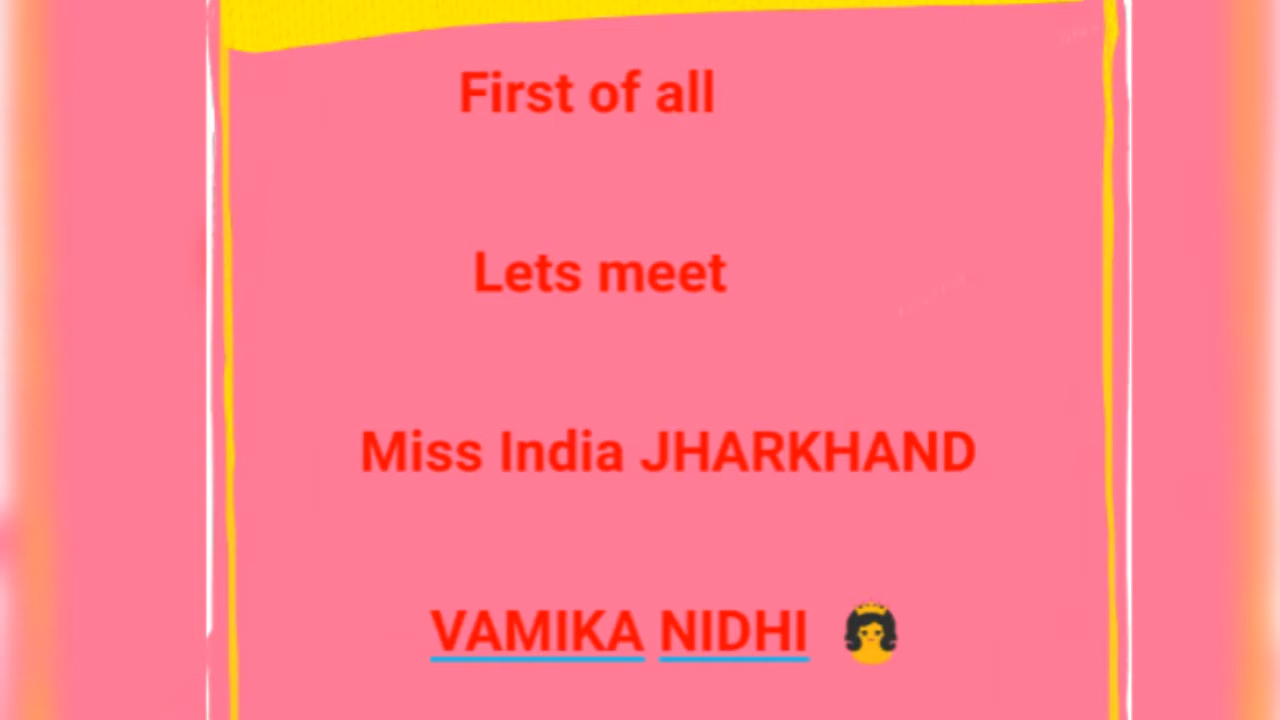 First of all
Lets meet
Miss India JHARKHAND
VAMIKA NIDHI 👸